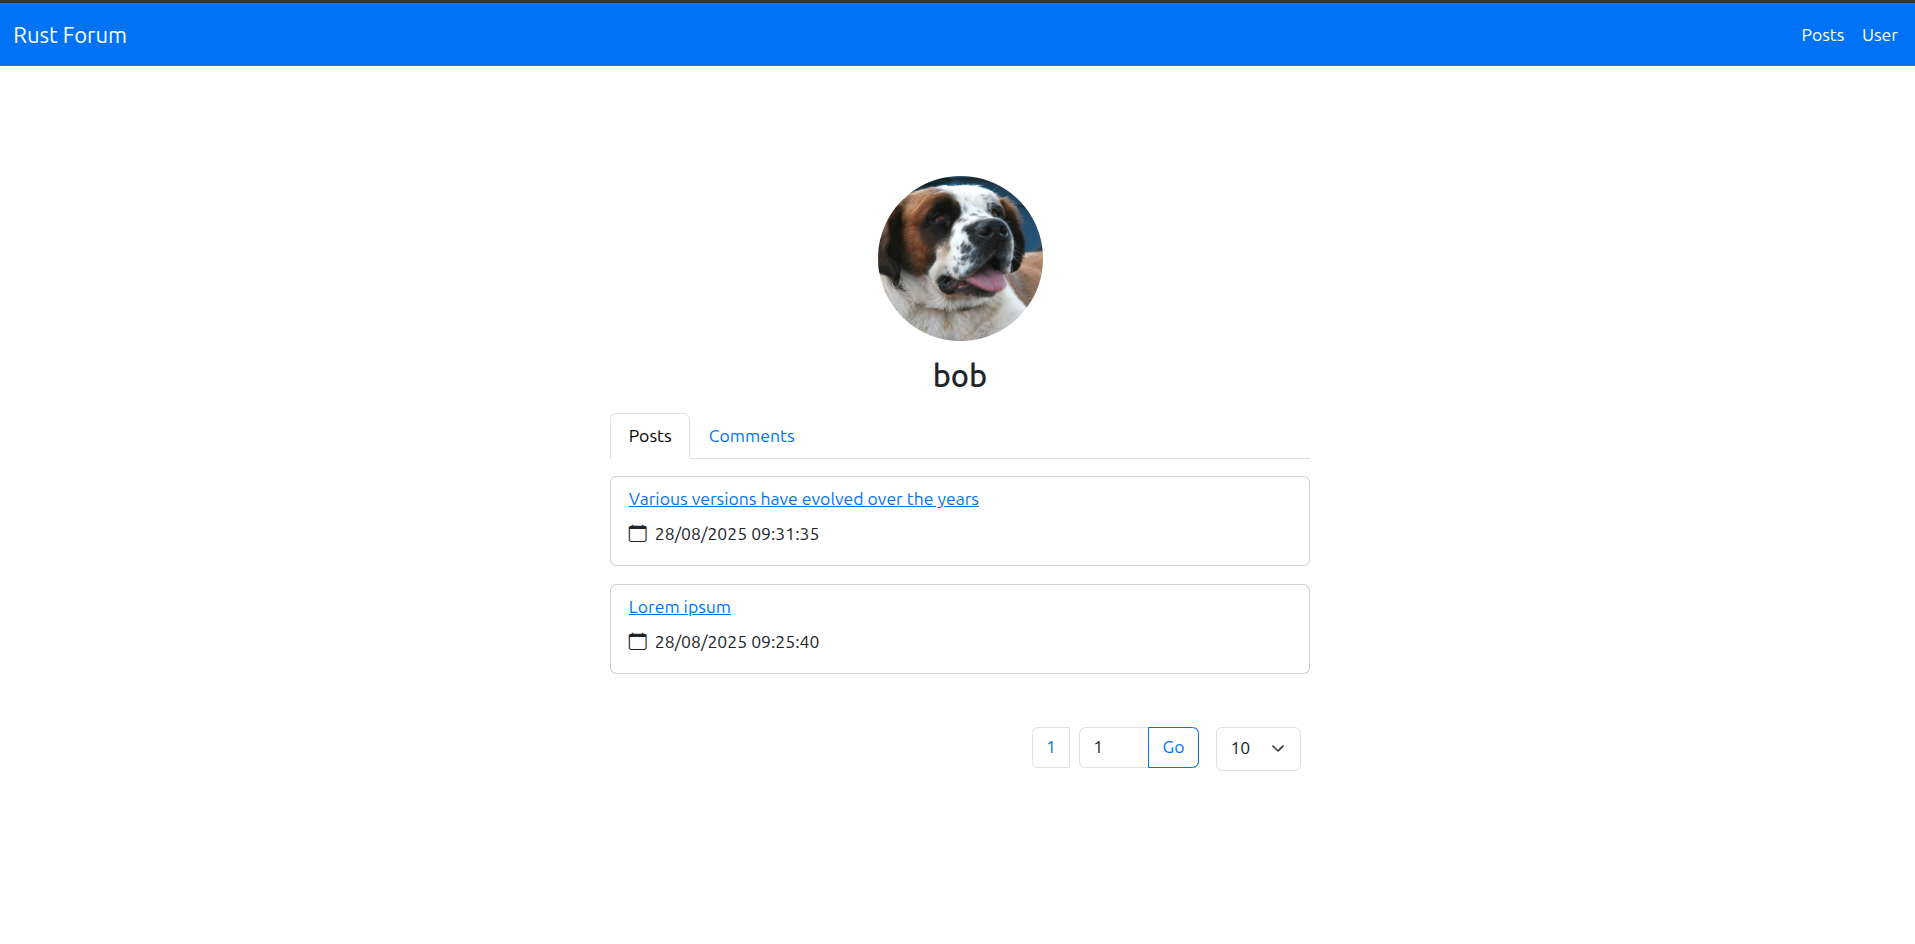 Rust Forum Posts User
bob
Posts Comments
Various versions have evolved over the years
28/08/2025 09:31:35
Lorem ipsum
28/08/2025 09:25:40
1 1 Go 10